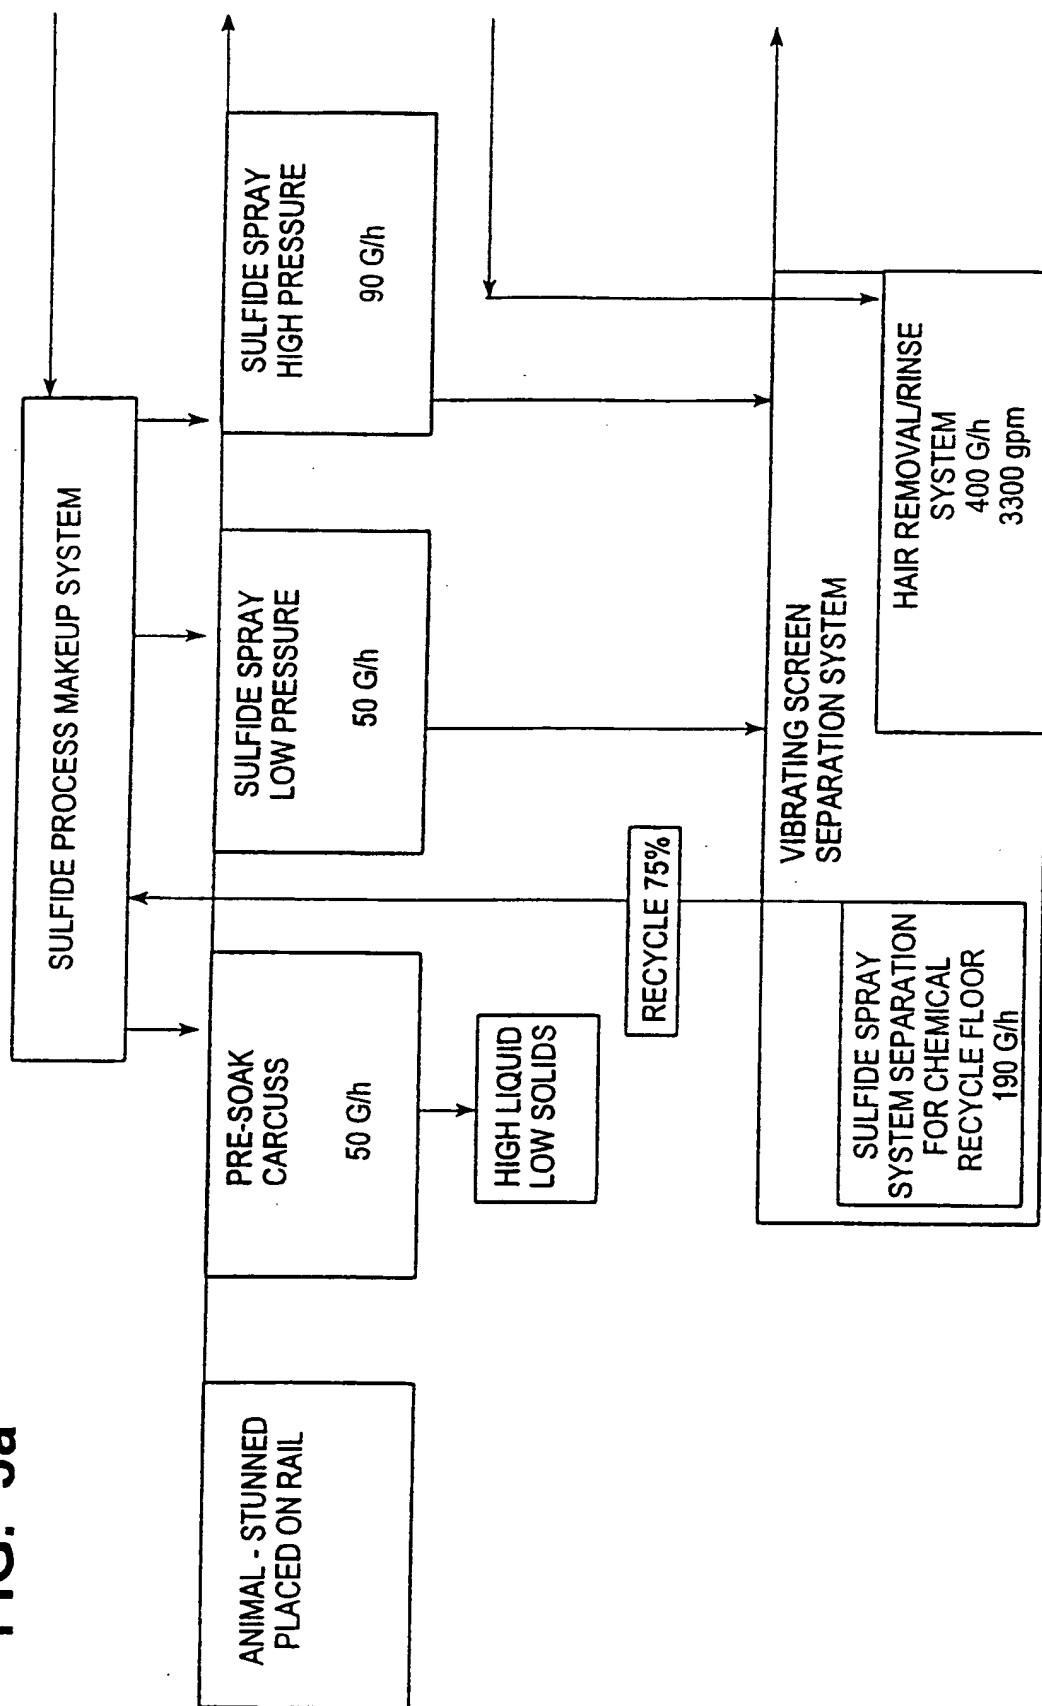 FIG. 5a
SULFIDE PROCESS MAKEUP SYSTEM
ANIMAL - STUNNED
PLACED ON RAIL
PRE-SOAK
CARCUSS
50 G/h
SULFIDE SPRAY
LOW PRESSURE
50 G/h
SULFIDE SPRAY
HIGH PRESSURE
90 G/h
HIGH LIQUID
LOW SOLIDS
RECYCLE 75%
VIBRATING SCREEN
SEPARATION SYSTEM
SULFIDE SPRAY
SYSTEM SEPARATION
FOR CHEMICAL
RECYCLE FLOOR
190 G/h
HAIR REMOVAL/RINSE
SYSTEM
400 G/h
3300 gpm